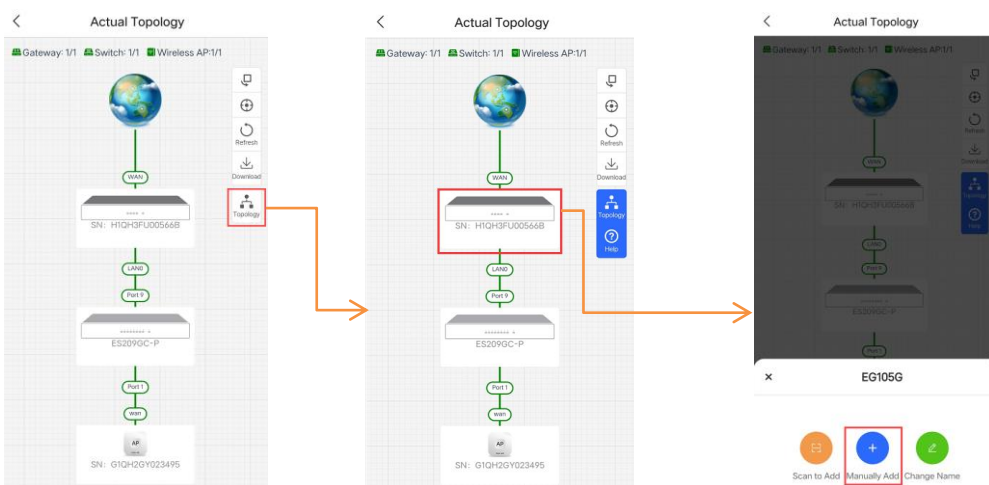 Actual Topology
Gateway: 1/1 Switch: 1/1 Wireless AP:1/1
Refresh
Download
WAN
Topology
SN: H1QH3FU00566B
LAN0
Port 9
ES209GC-P
Port 1
wan
AP
SN: G1QH2GY023495
Actual Topology
Gateway: 1/1 Switch: 1/1 Wireless AP:1/1
Refresh
Download
WAN
Topology
SN: H1QH3FU00566B
Help
LAN0
Port 9
ES209GC-P
Port 1
wan
AP
SN: G1QH2GY023495
Actual Topology
Gateway: 1/1 Switch: 1/1 Wireless AP:1/1
Refresh
Download
WAN
Topology
SN: H1QH3FU00566B
Help
LAN0
Port 9
ES209GC-P
Port 1
EG105G
Scan to Add Manually Add Change Name